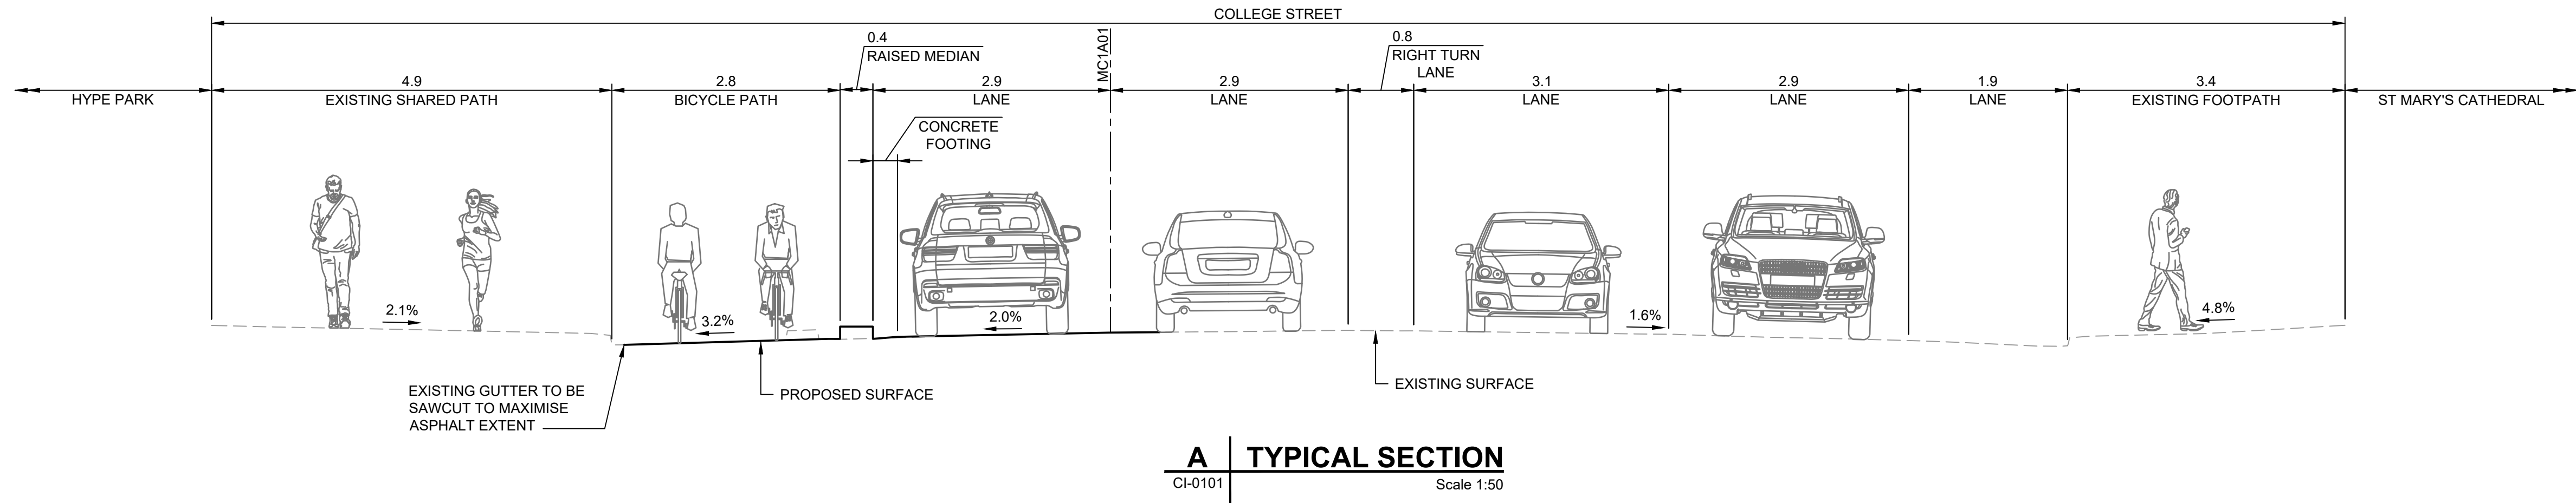 COLLEGE STREET
0.4
RAISED MEDIAN
MC1A01
0.8
RIGHT TURN
LANE
HYPE PARK
4.9
EXISTING SHARED PATH
2.8
BICYCLE PATH
2.9
LANE
2.9
LANE
3.1
LANE
2.9
LANE
1.9
LANE
3.4
EXISTING FOOTPATH
ST MARY'S CATHEDRAL
CONCRETE
FOOTING
2.1%
3.2%
2.0%
1.6%
4.8%
EXISTING GUTTER TO BE
SAWCUT TO MAXIMISE
ASPHALT EXTENT
PROPOSED SURFACE
EXISTING SURFACE
A
TYPICAL SECTION
CI-0101
Scale 1:50